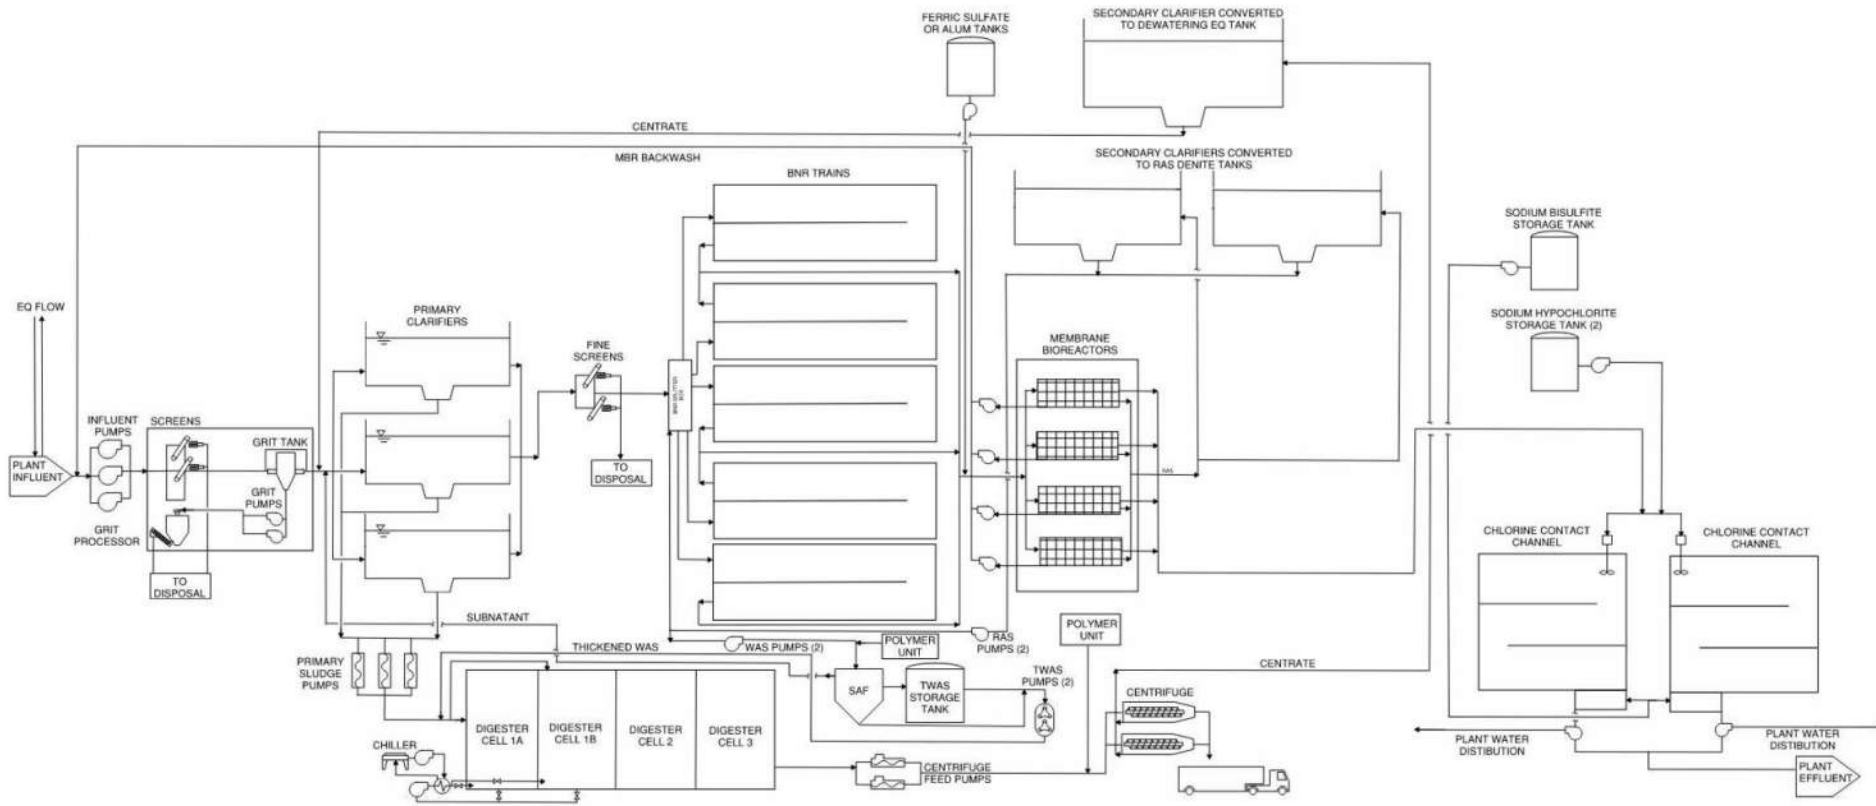 FERRIC SULFATE
OR ALUM TANKS
SECONDARY CLARIFIER CONVERTED
TO DEWATERING EQ TANK
CENTRATE
MBR BACKWASH
BNR TRAINS
SECONDARY CLARIFIERS CONVERTED
TO RAS DENITE TANKS
SODIUM BISULFITE
STORAGE TANK
SODIUM HYPOCHLORITE
STORAGE TANK (2)
EQ FLOW
PRIMARY
CLARIFIERS
FINE
SCREENS
MEMBRANE
BIOREACTORS
BNR SPLITTER
BOX
INFLUENT
PUMPS
SCREENS
GRIT TANK
PLANT
INFLUENT
GRIT
PUMPS
GRIT
PROCESSOR
TO
DISPOSAL
TO
DISPOSAL
RAS
CHLORINE CONTACT
CHANNEL
CHLORINE CONTACT
CHANNEL
SUBNATANT
THICKENED WAS
WAS PUMPS (2)
POLYMER
UNIT
RAS
PUMPS (2)
POLYMER
UNIT
PRIMARY
SLUDGE
PUMPS
SAF
TWAS
STORAGE
TANK
TWAS
PUMPS (2)
CENTRATE
CENTRIFUGE
DIGESTER
CELL 1A
DIGESTER
CELL 1B
DIGESTER
CELL 2
DIGESTER
CELL 3
CHILLER
CENTRIFUGE
FEED PUMPS
PLANT WATER
DISTIBUTION
PLANT WATER
DISTIBUTION
PLANT
EFFLUENT